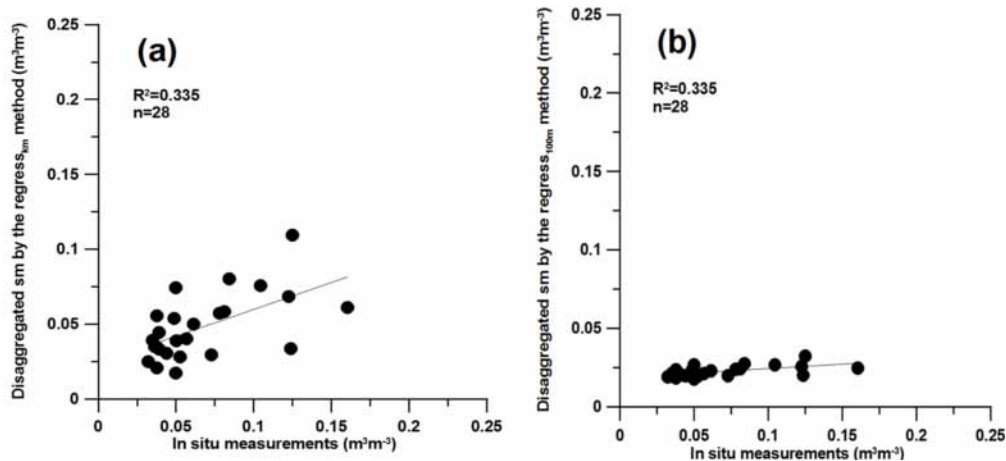 0.25
0.2
0.15
0.1
0.05
0
(a)
R²=0.335
n=28
0 0.05 0.1 0.15 0.2 0.25
In situ measurements (m³m⁻³)
Disaggregated sm by the regresskm method (m³m⁻³)
0.25
0.2
0.15
0.1
0.05
0
(b)
R²=0.335
n=28
0 0.05 0.1 0.15 0.2 0.25
In situ measurements (m³m⁻³)
Disaggregated sm by the regress100m method (m³m⁻³)